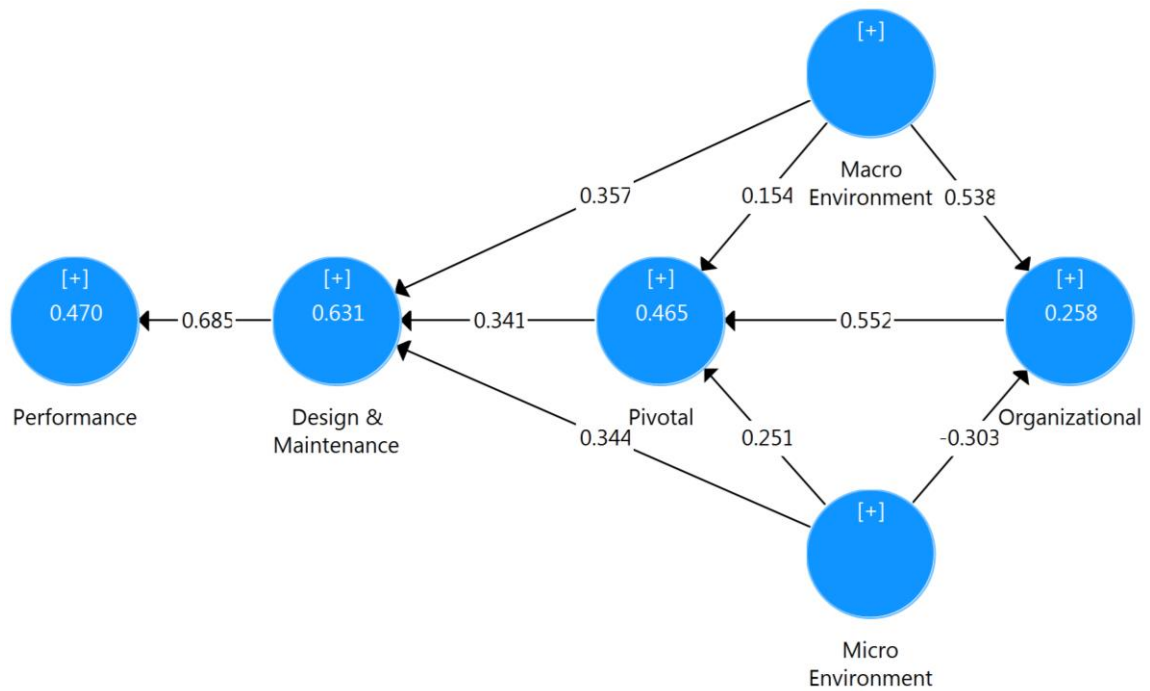 [+]
Macro
Environment
0.357
0.154
0.538
[+]
0.470
Performance
0.685
[+]
0.631
Design &
Maintenance
0.341
[+]
0.465
Pivotal
0.552
[+]
0.258
Organizational
0.344
0.251
-0.303
[+]
Micro
Environment